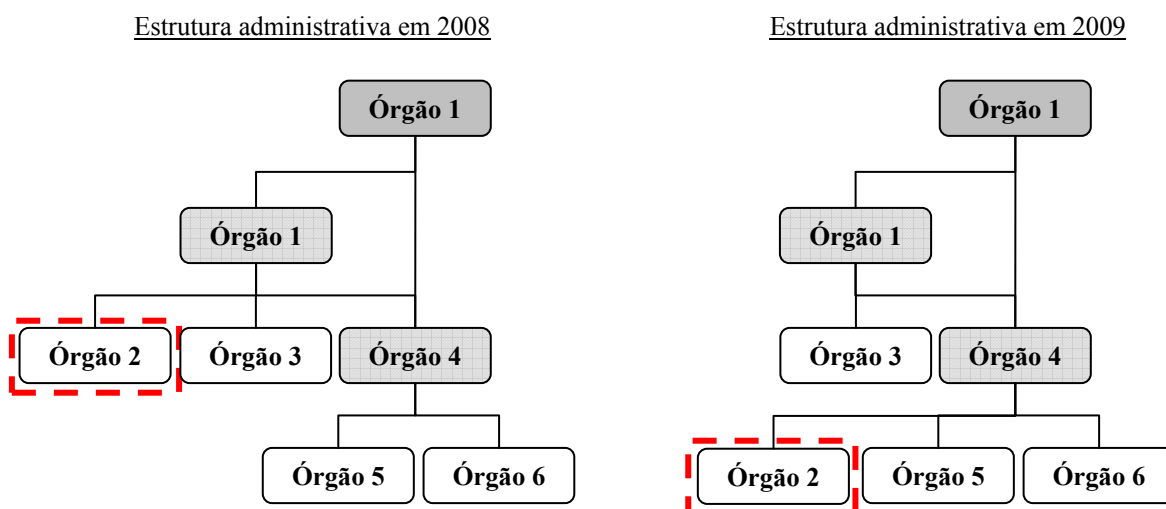 Estrutura administrativa em 2008
Órgão 1
Órgão 1
Órgão 2
Órgão 3
Órgão 4
Órgão 5
Órgão 6
Estrutura administrativa em 2009
Órgão 1
Órgão 1
Órgão 3
Órgão 4
Órgão 2
Órgão 5
Órgão 6